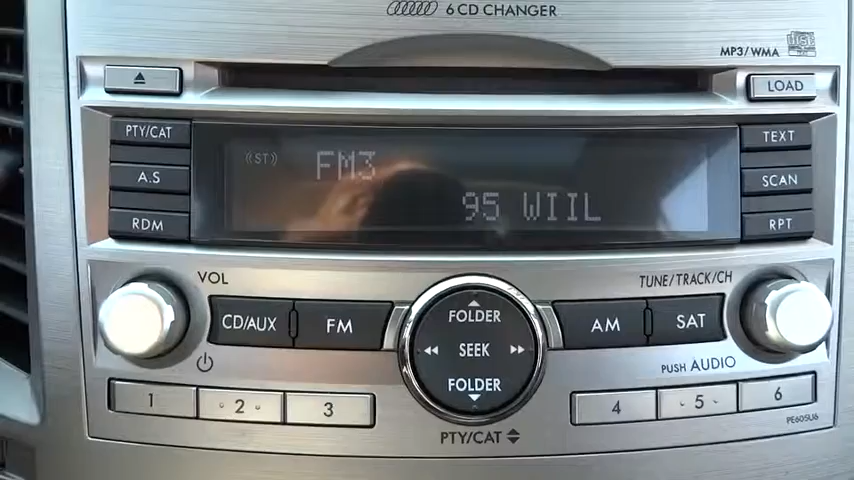 6 CD CHANGER
MP3/WMA
LOAD
PTY/CAT
TEXT
(ST)
FM3
A.S
SCAN
95 WIIL
RDM
RPT
VOL
TUNE/TRACK/CH
FOLDER
CD/AUX
FM
AM
SAT
SEEK
PUSH AUDIO
FOLDER
1
2
3
4
5
6
PE605U6
PTY/CAT